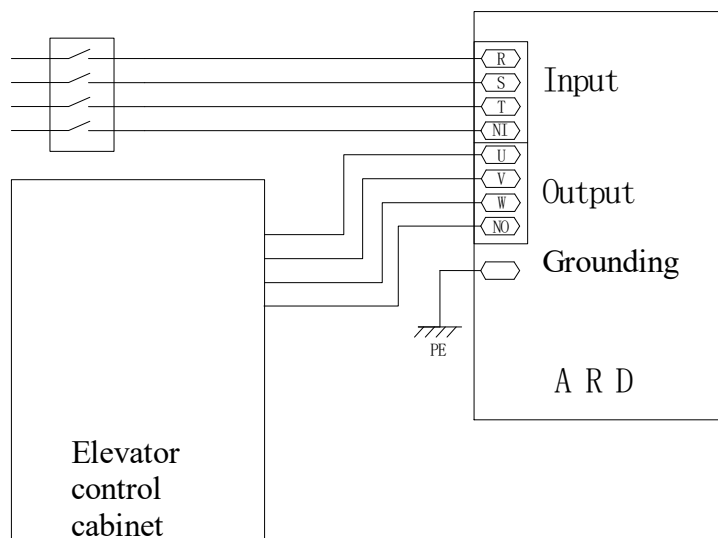 R
S
Input
T
NI
U
V
Output
W
NO
Grounding
PE
A R D
Elevator
control
cabinet